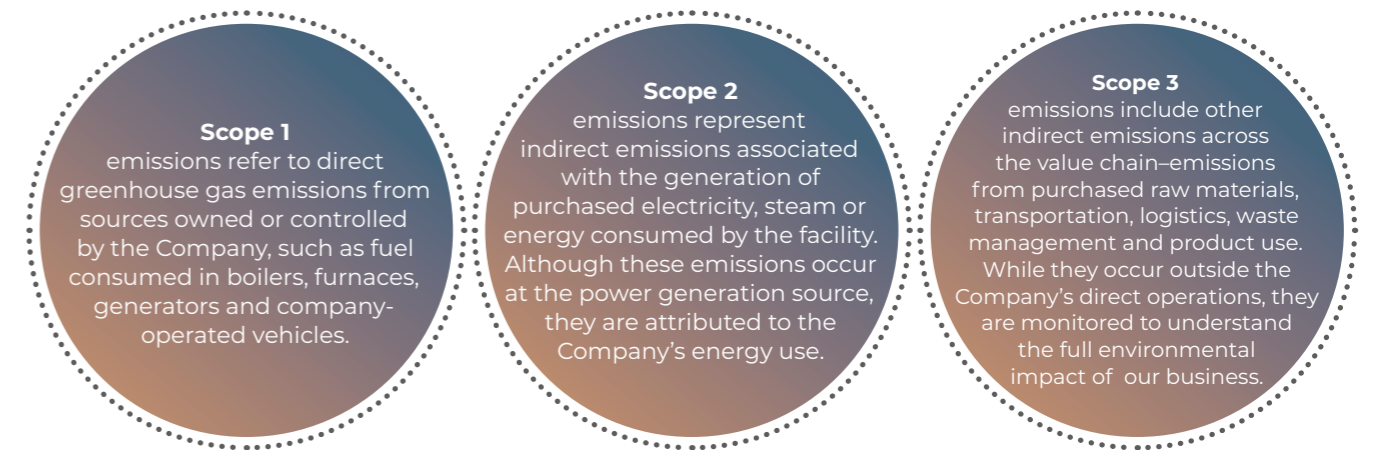 Scope 1
emissions refer to direct
greenhouse gas emissions from
sources owned or controlled
by the Company, such as fuel
consumed in boilers, furnaces,
generators and company-
operated vehicles.
Scope 2
emissions represent
indirect emissions associated
with the generation of
purchased electricity, steam or
energy consumed by the facility.
Although these emissions occur
at the power generation source,
they are attributed to the
Company’s energy use.
Scope 3
emissions include other
indirect emissions across
the value chain–emissions
from purchased raw materials,
transportation, logistics, waste
management and product use.
While they occur outside the
Company’s direct operations, they
are monitored to understand
the full environmental
impact of our business.